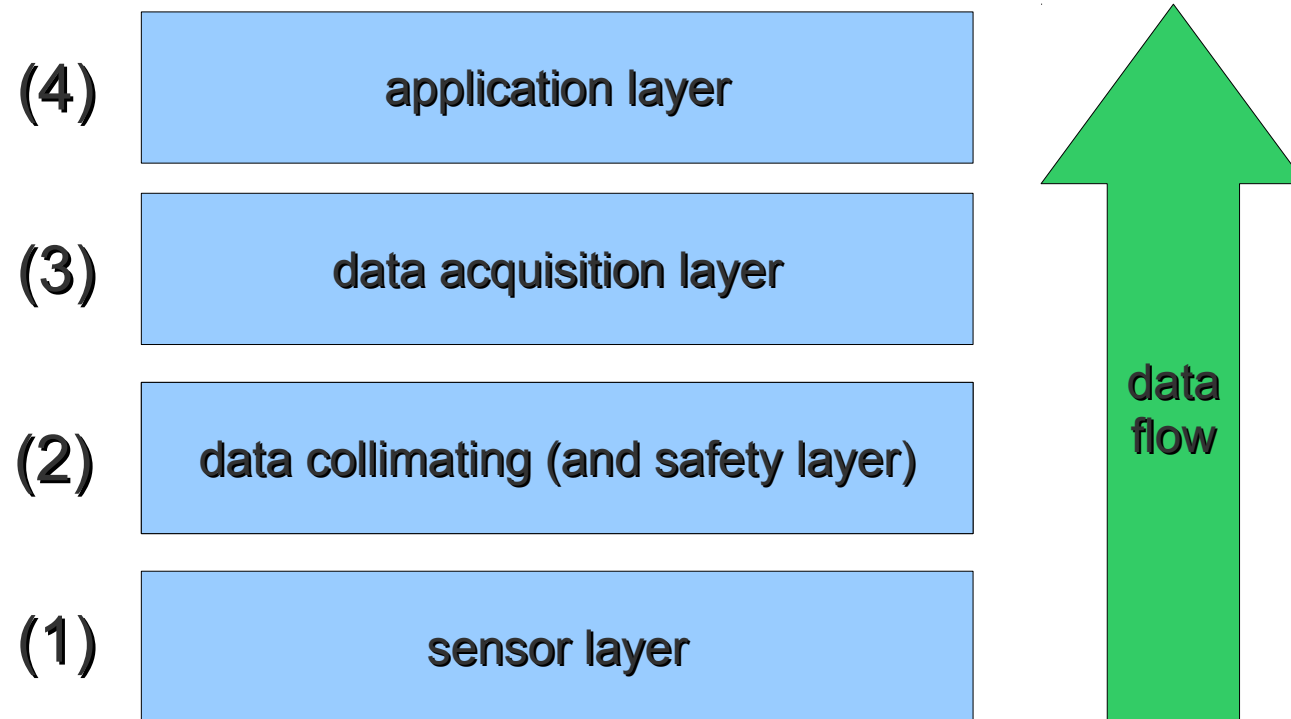 (4)
application layer
(3)
data acquisition layer
data
flow
(2)
data collimating (and safety layer)
(1)
sensor layer